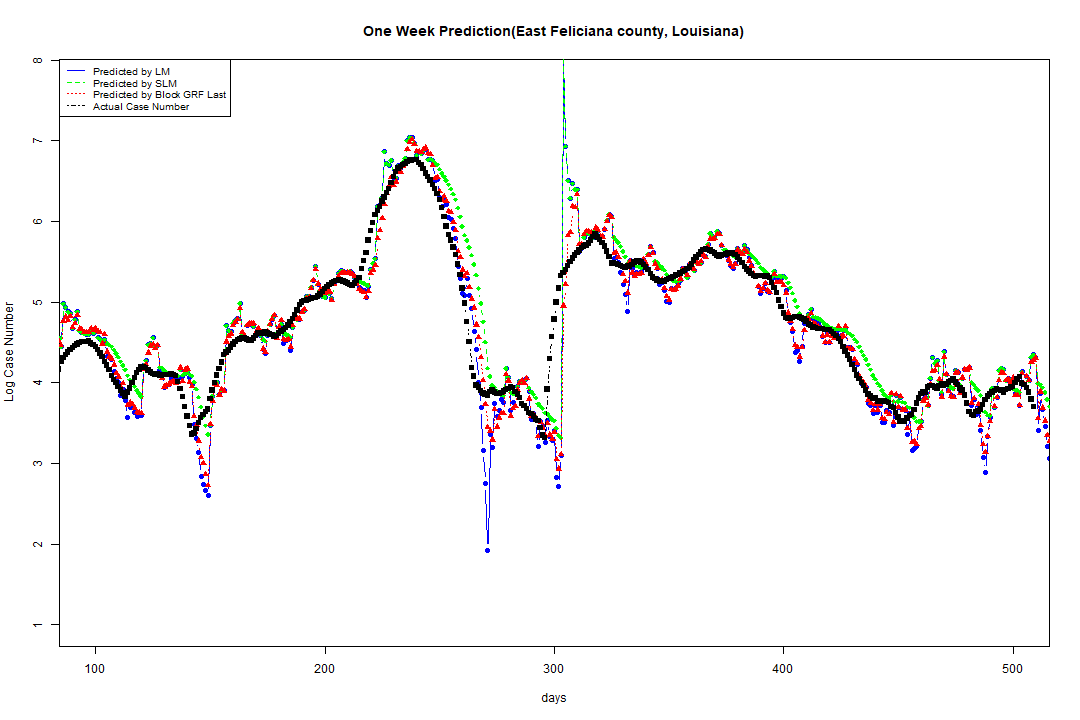 One Week Prediction(East Feliciana county, Louisiana)
Predicted by LM
Predicted by SLM
Predicted by Block GRF Last
Actual Case Number
Log Case Number
8
7
6
5
4
3
2
1
100 200 300 400 500
days